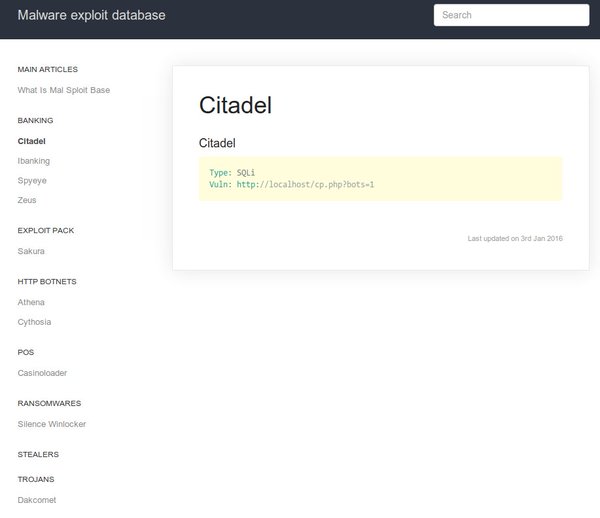 Malware exploit database
Search
MAIN ARTICLES
What Is Mal Sploit Base
BANKING
Citadel
Ibanking
Spyeye
Zeus
EXPLOIT PACK
Sakura
HTTP BOTNETS
Athena
Cythosia
POS
Casinoloader
RANSOMWARES
Silence Winlocker
STEALERS
TROJANS
Dakcomet
Citadel
Citadel
Type: SQLi
Vuln: http://localhost/cp.php?bots=1
Last updated on 3rd Jan 2016